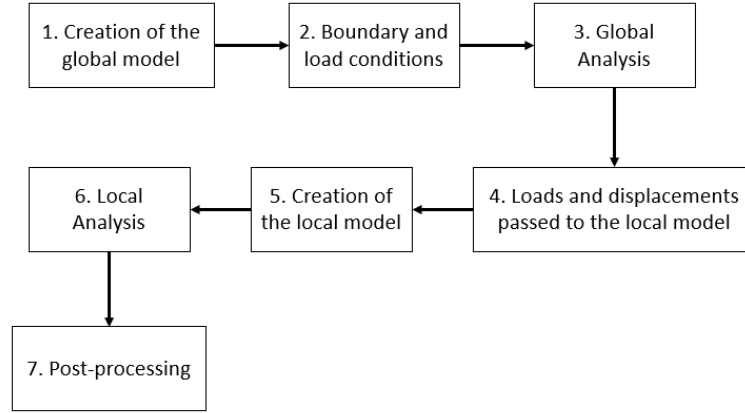 1. Creation of the
global model
2. Boundary and
load conditions
3. Global
Analysis
4. Loads and displacements
passed to the local model
5. Creation of
the local model
6. Local
Analysis
7. Post-processing